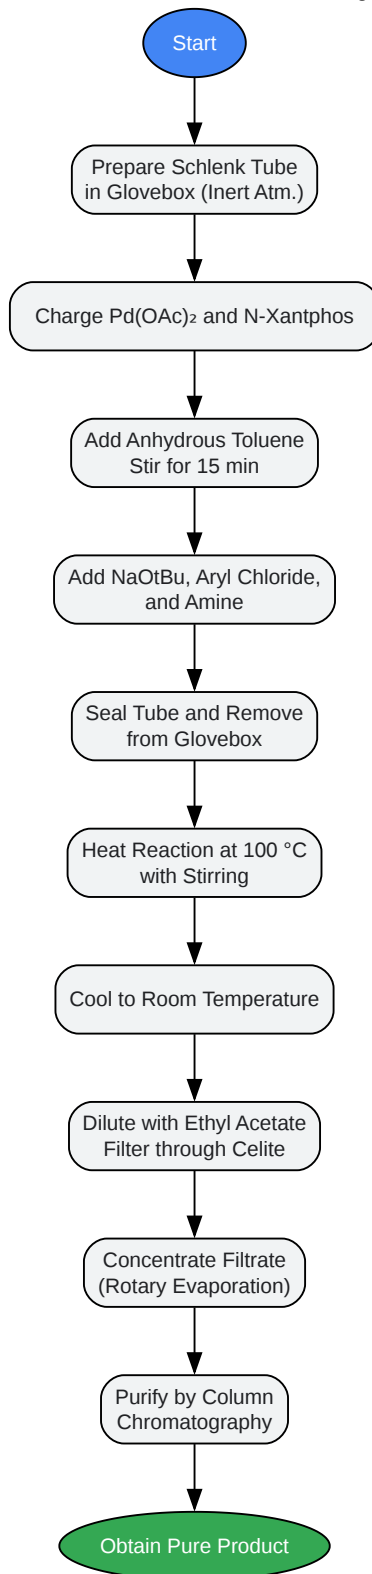 Start
Prepare Schlenk Tube
in Glovebox (Inert Atm.)
Charge Pd(OAc)₂ and N-Xantphos
Add Anhydrous Toluene
Stir for 15 min
Add NaOtBu, Aryl Chloride,
and Amine
Seal Tube and Remove
from Glovebox
Heat Reaction at 100 °C
with Stirring
Cool to Room Temperature
Dilute with Ethyl Acetate
Filter through Celite
Concentrate Filtrate
(Rotary Evaporation)
Purify by Column
Chromatography
Obtain Pure Product